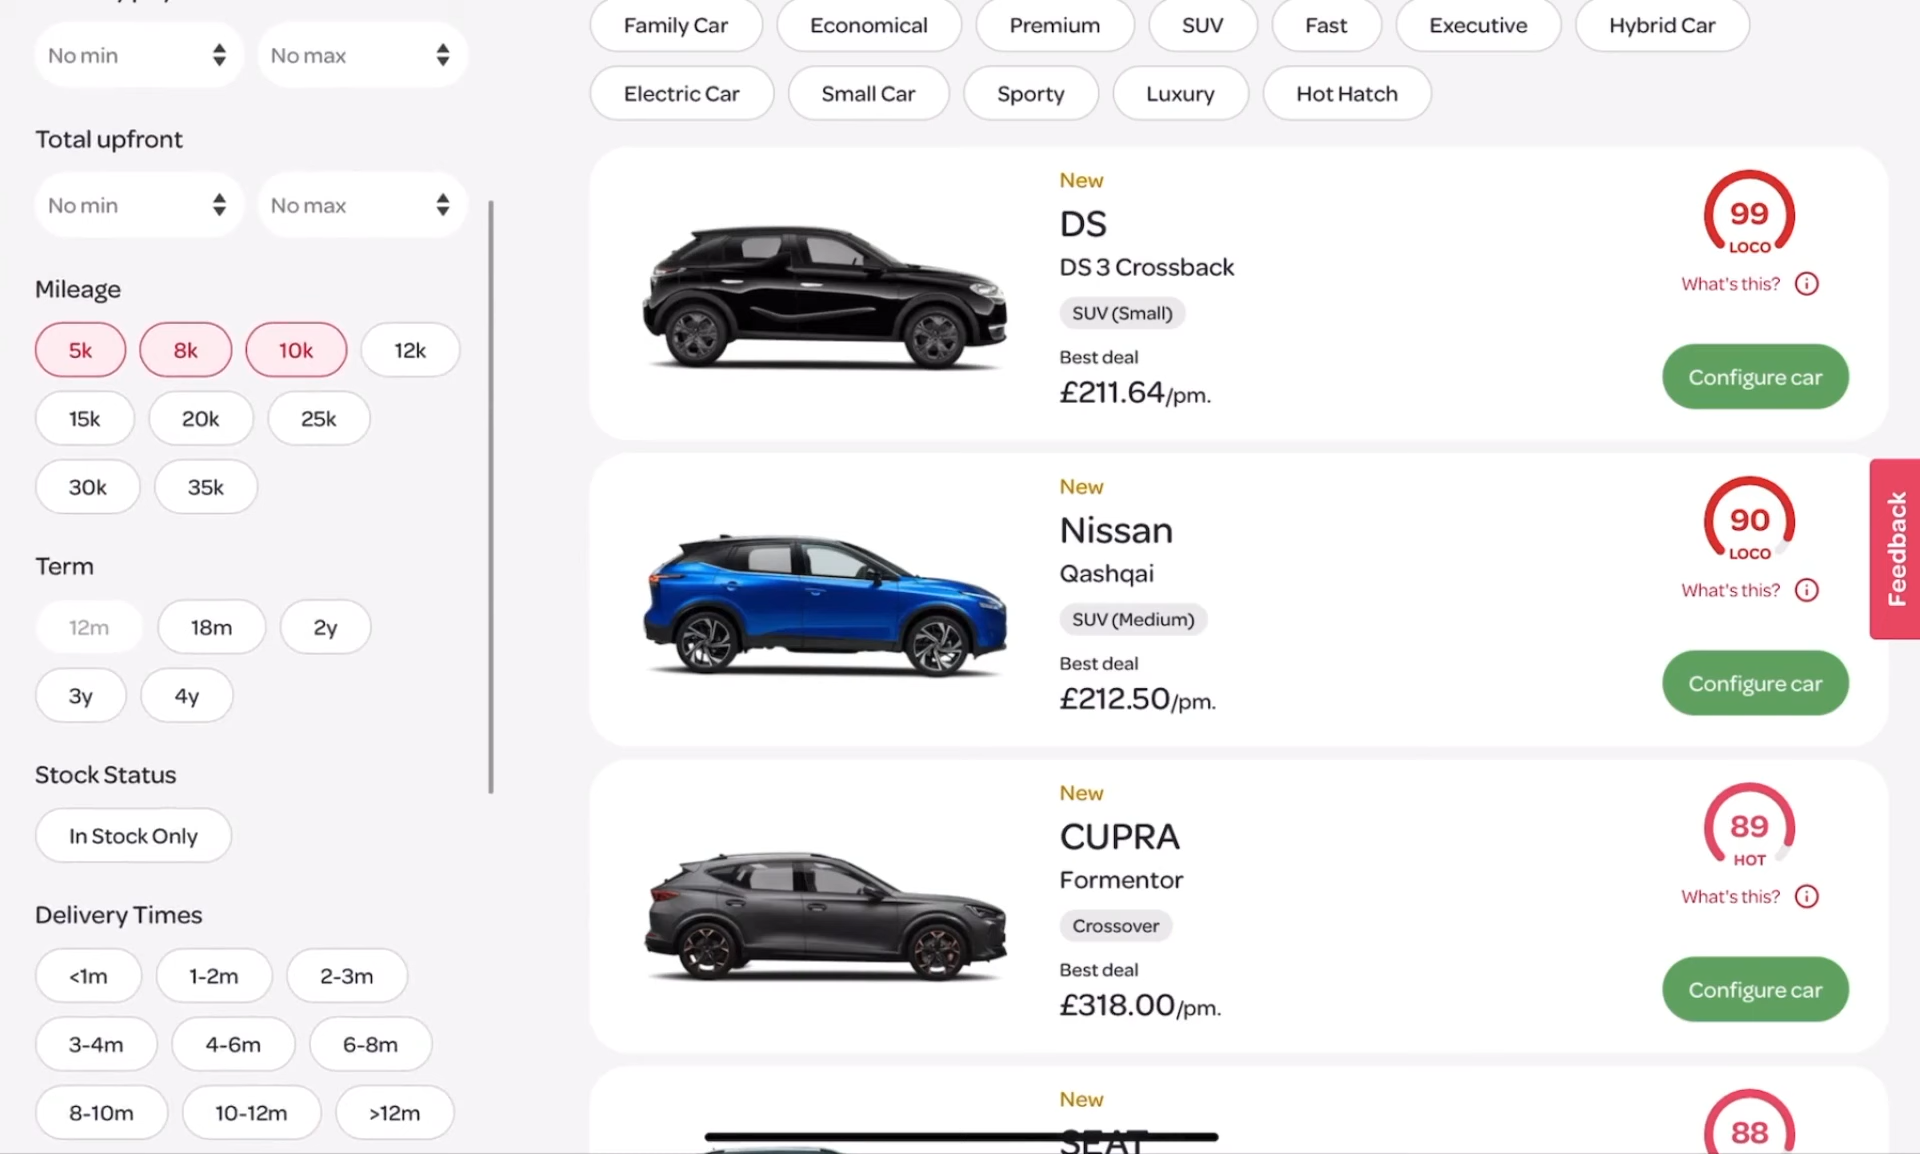 No min
No max
Total upfront
No min
No max
Mileage
5k
8k
10k
12k
15k
20k
25k
30k
35k
Term
12m
18m
2y
3y
4y
Stock Status
In Stock Only
Delivery Times
<1m
1-2m
2-3m
3-4m
4-6m
6-8m
8-10m
10-12m
>12m
Family Car
Economical
Premium
SUV
Fast
Executive
Hybrid Car
Electric Car
Small Car
Sporty
Luxury
Hot Hatch
New
DS
DS 3 Crossback
SUV (Small)
Best deal
£211.64/pm.
99
LOCO
What's this?
Configure car
New
Nissan
Qashqai
SUV (Medium)
Best deal
£212.50/pm.
90
LOCO
What's this?
Configure car
New
CUPRA
Formentor
Crossover
Best deal
£318.00/pm.
89
HOT
What's this?
Configure car
New
SEAT
88
Feedback